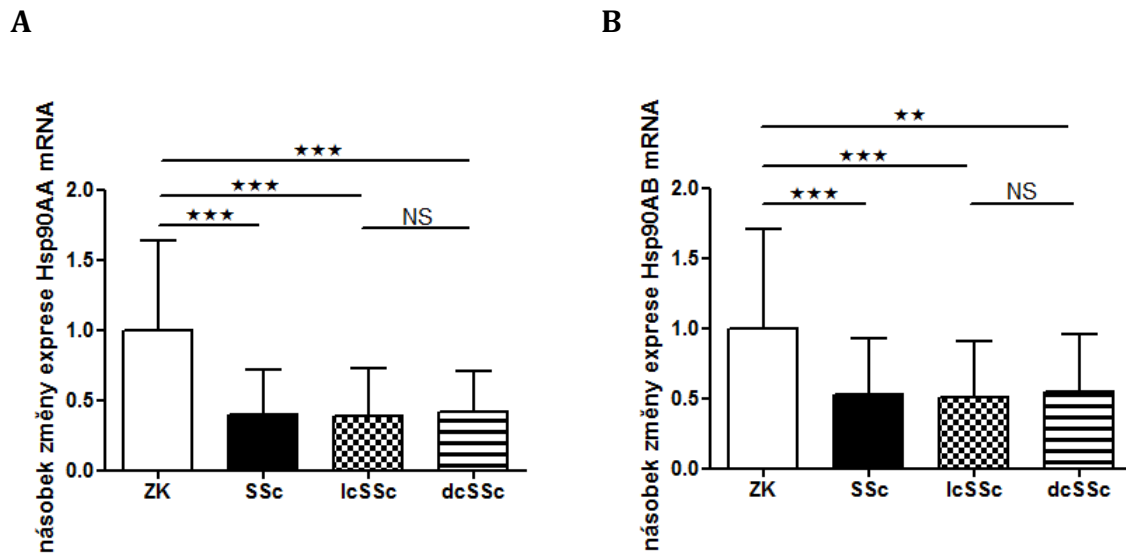 A
B
násobek změny exprese Hsp90AA mRNA
★★★
★★★
★★★
NS
2.0
1.5
1.0
0.5
0.0
ZK
SSc
lcSSc
dcSSc
násobek změny exprese Hsp90AB mRNA
★★
★★★
★★★
NS
2.0
1.5
1.0
0.5
0.0
ZK
SSc
lcSSc
dcSSc